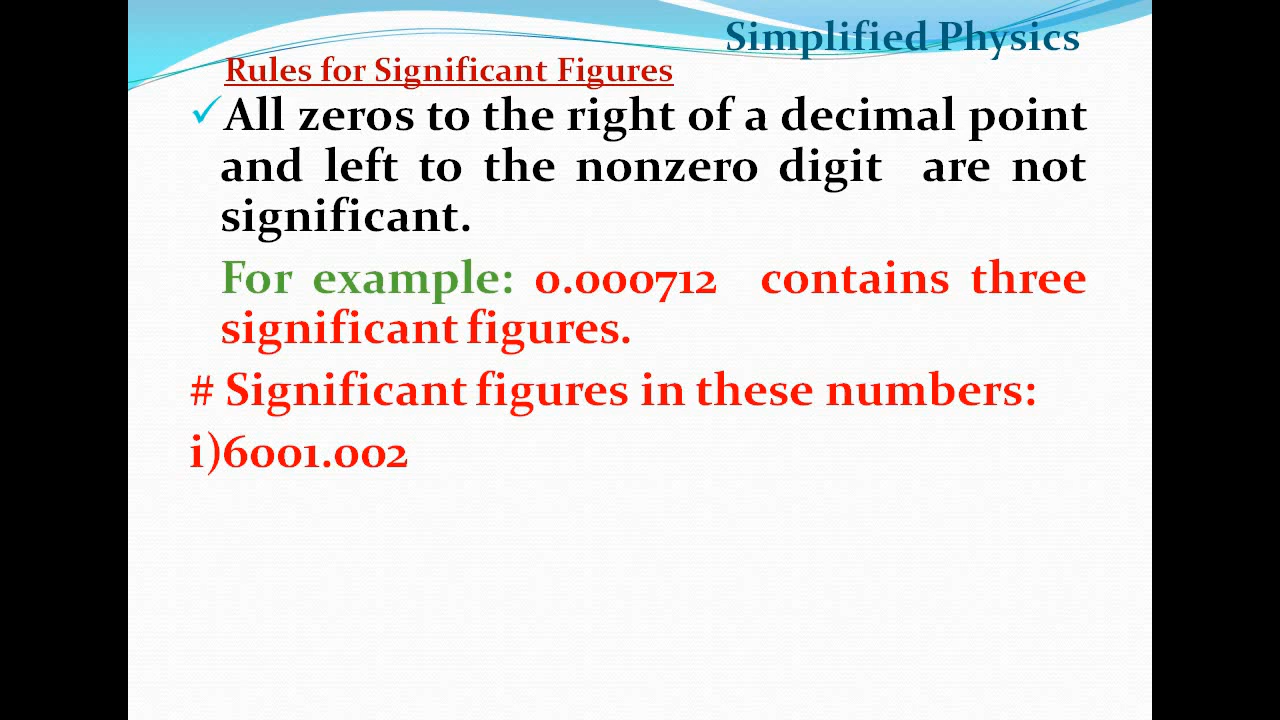 Simplified Physics
Rules for Significant Figures
✓All zeros to the right of a decimal point
and left to the nonzero digit are not
significant.
For example: 0.000712 contains three
significant figures.
# Significant figures in these numbers:
i)6001.002